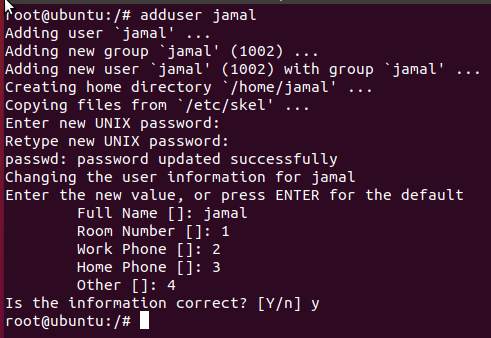 root@ubuntu:/# adduser jamal
Adding user `jamal' ...
Adding new group `jamal' (1002) ...
Adding new user `jamal' (1002) with group `jamal' ...
Creating home directory `/home/jamal' ...
Copying files from `/etc/skel' ...
Enter new UNIX password:
Retype new UNIX password:
passwd: password updated successfully
Changing the user information for jamal
Enter the new value, or press ENTER for the default
        Full Name []: jamal
        Room Number []: 1
        Work Phone []: 2
        Home Phone []: 3
        Other []: 4
Is the information correct? [Y/n] y
root@ubuntu:/#